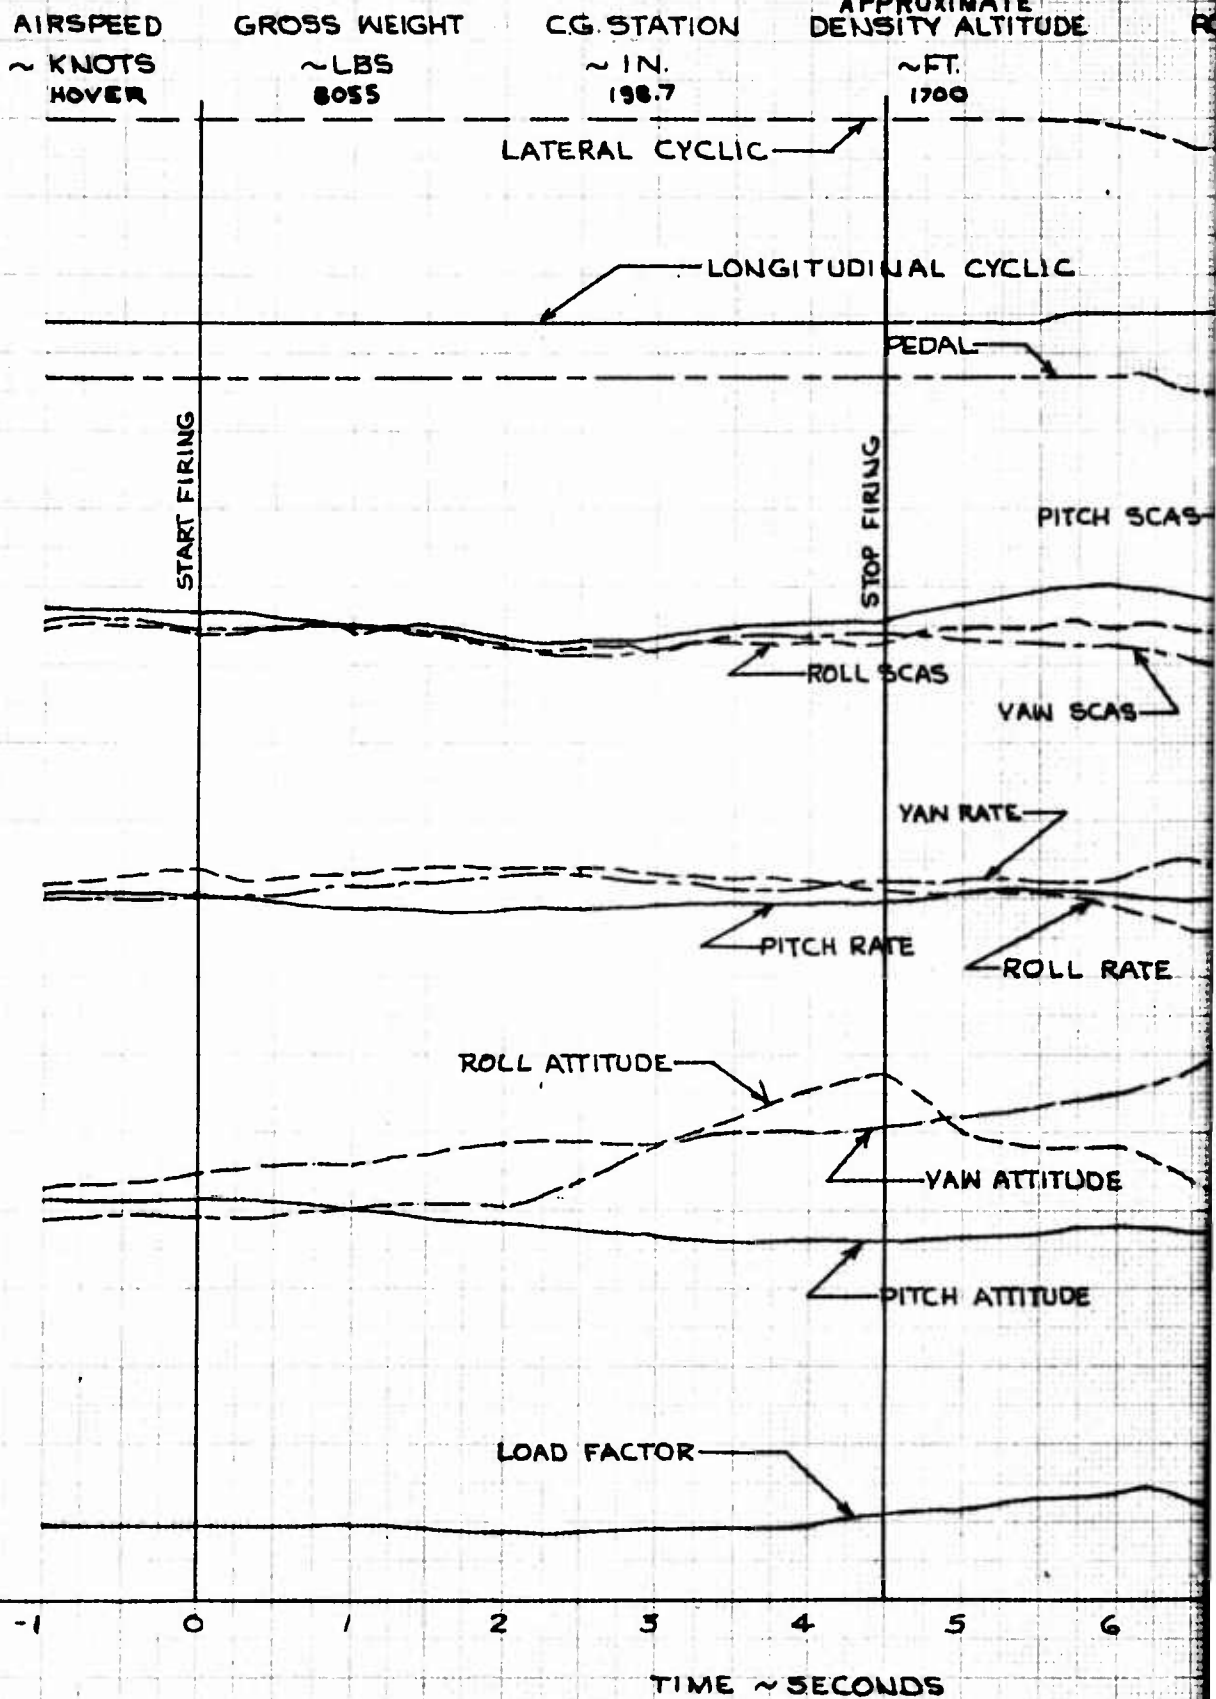 AIRSPEED GROSS WEIGHT C.G. STATION APPROXIMATE DENSITY ALTITUDE
~ KNOTS ~LBS ~ IN. ~FT.
HOVER 8055 198.7 1700
LATERAL CYCLIC
LONGITUDINAL CYCLIC
PEDAL
START FIRING
STOP FIRING
PITCH SCAS
ROLL SCAS
YAW SCAS
YAW RATE
PITCH RATE
ROLL RATE
ROLL ATTITUDE
YAW ATTITUDE
PITCH ATTITUDE
LOAD FACTOR
-1 0 1 2 3 4 5 6
TIME ~ SECONDS